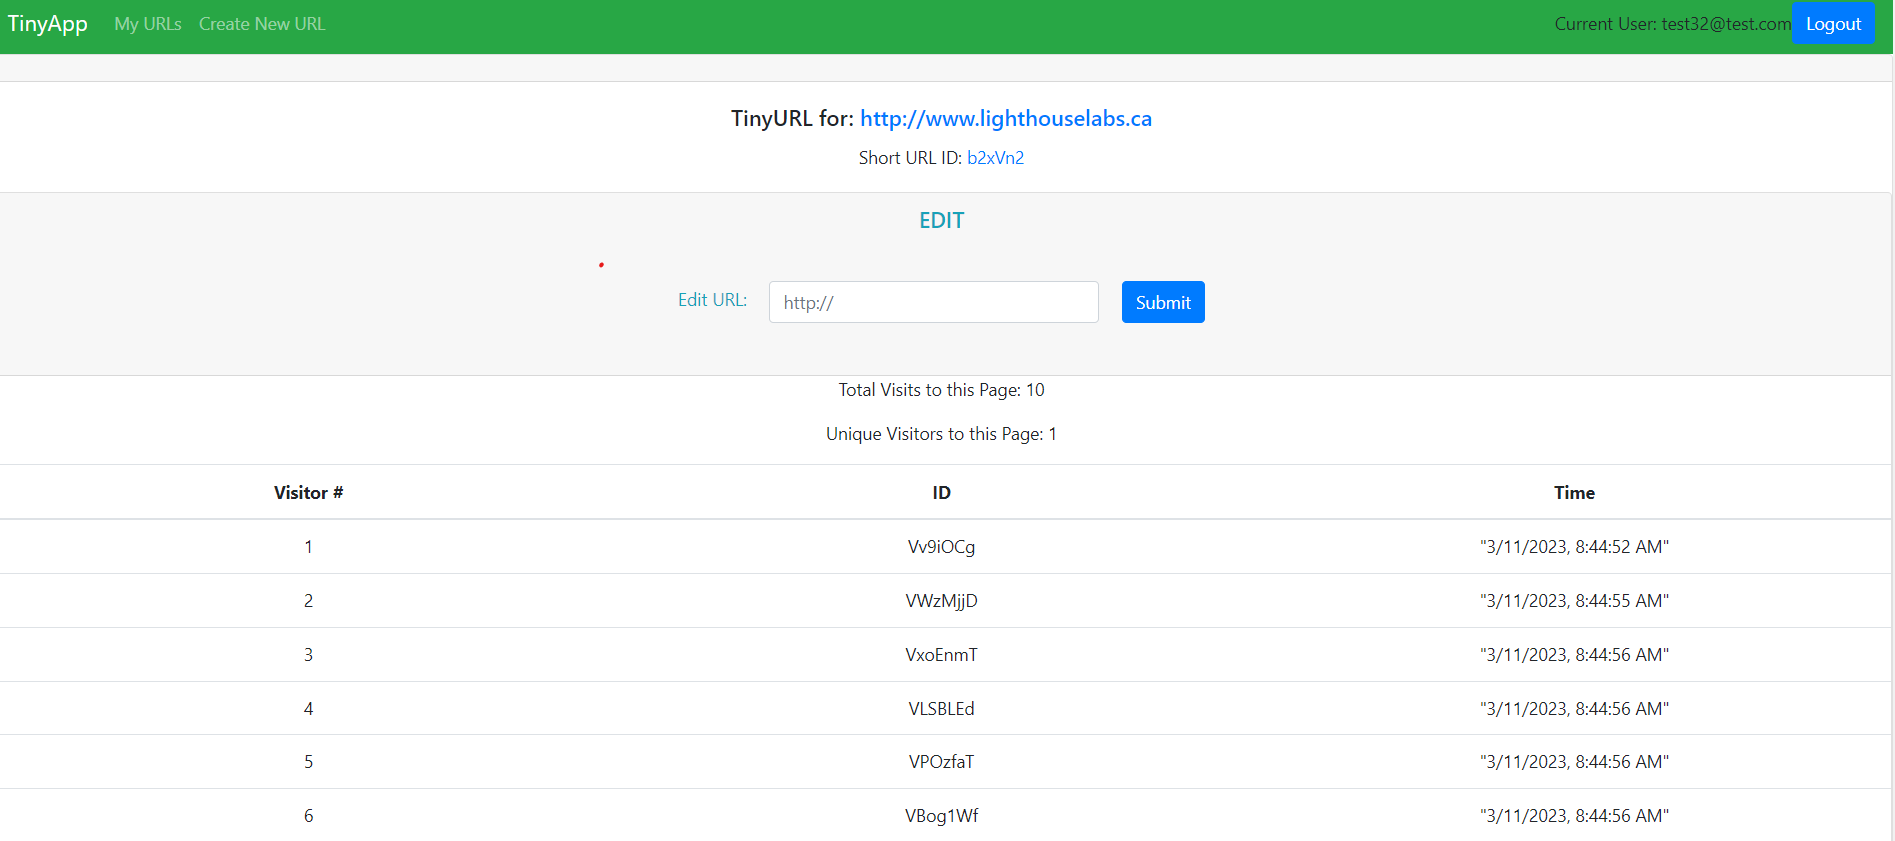 TinyApp My URLs Create New URL Current User: test32@test.com Logout
TinyURL for: http://www.lighthouselabs.ca
Short URL ID: b2xVn2
EDIT
Edit URL: http:// Submit
Total Visits to this Page: 10
Unique Visitors to this Page: 1
Visitor # ID Time
1 Vv9iOCg "3/11/2023, 8:44:52 AM"
2 VWzMjjD "3/11/2023, 8:44:55 AM"
3 VxoEnmT "3/11/2023, 8:44:56 AM"
4 VLSBLEd "3/11/2023, 8:44:56 AM"
5 VPOzfaT "3/11/2023, 8:44:56 AM"
6 VBog1Wf "3/11/2023, 8:44:56 AM"